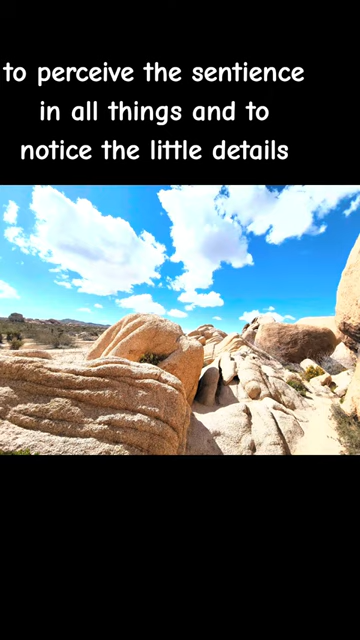 to perceive the sentience
in all things and to
notice the little details